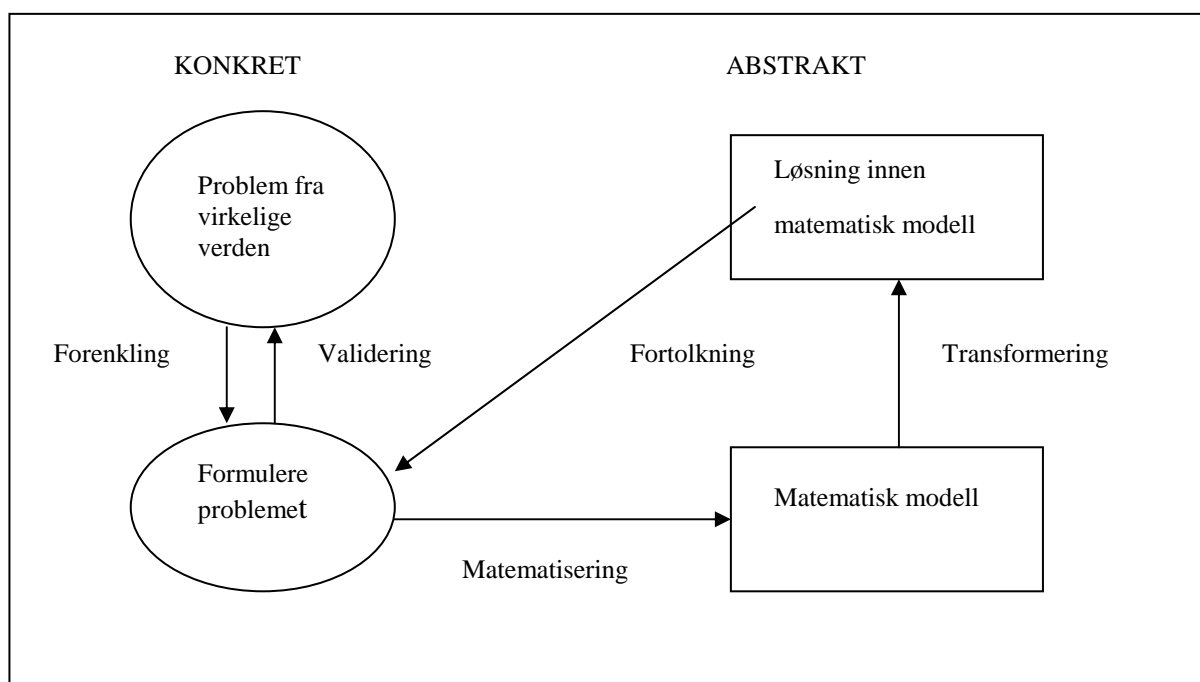 KONKRET
ABSTRAKT
Problem fra
virkelige
verden
Løsning innen
matematisk modell
Forenkling
Validering
Fortolkning
Transformering
Formulere
problemet
Matematisk modell
Matematisering